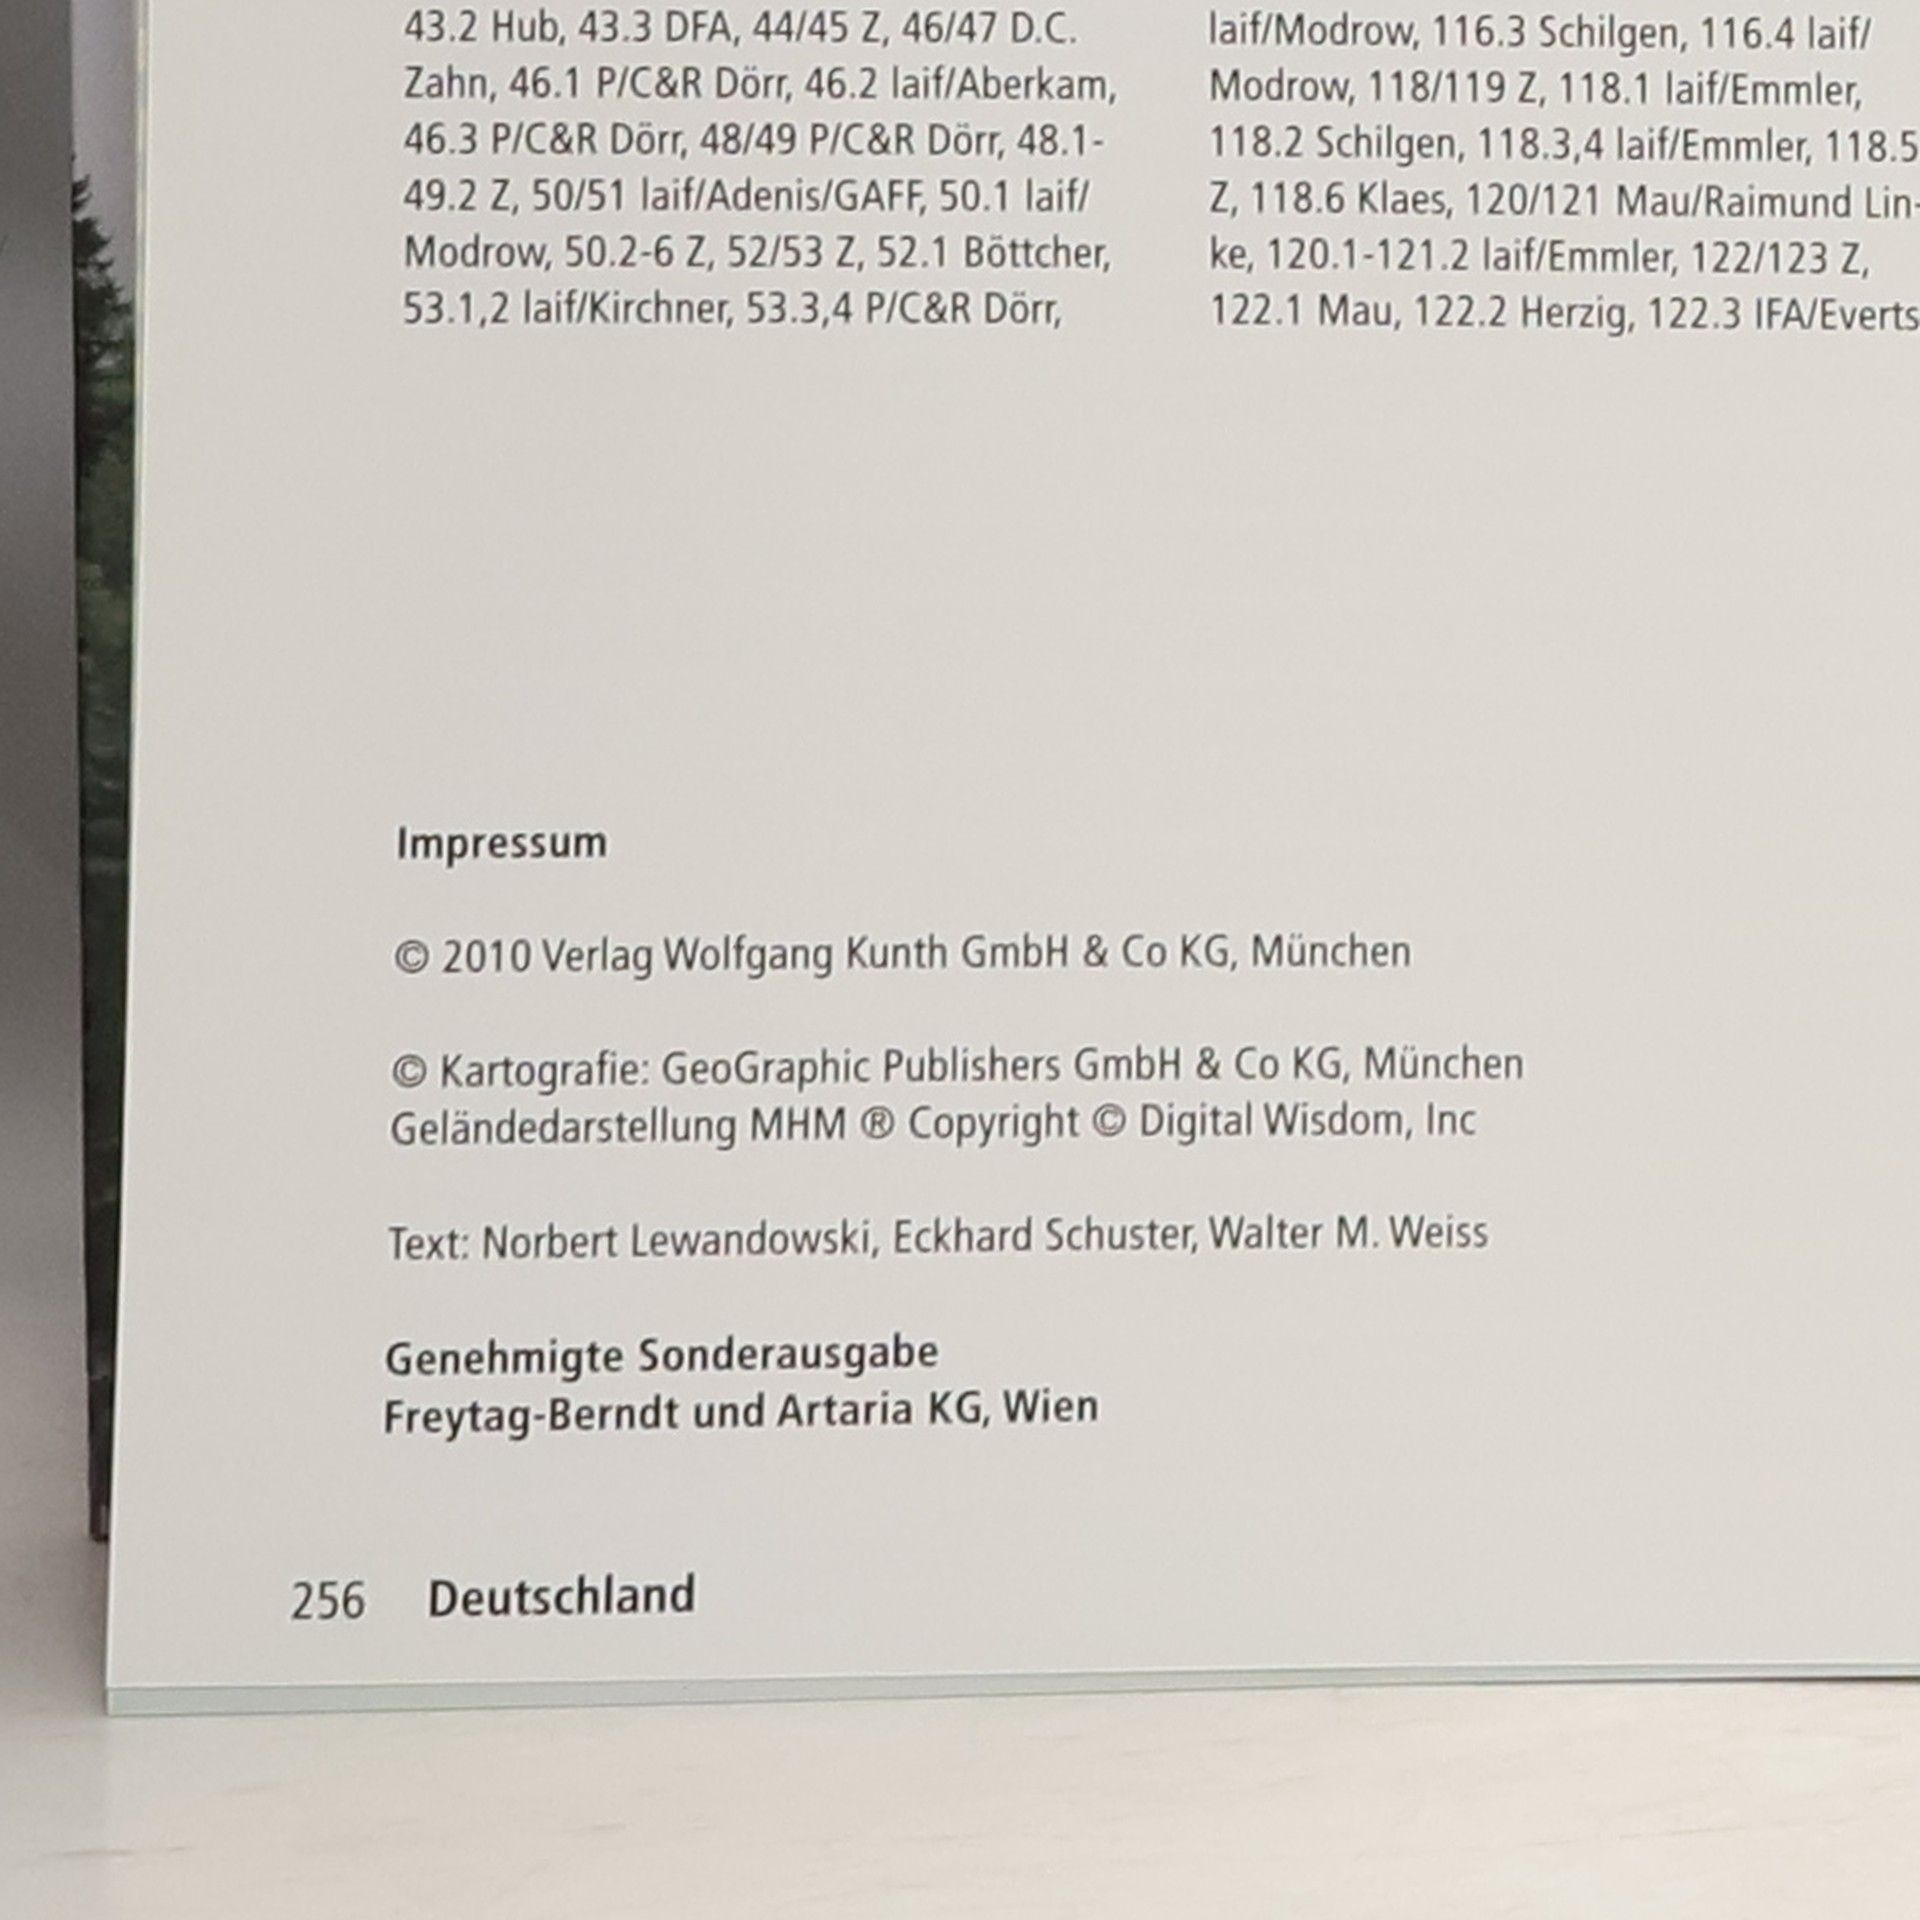 43.2 Hub, 43.3 DFA, 44/45 Z, 46/47 D.C.
Zahn, 46.1 P/C&R Dörr, 46.2 laif/Aberkam,
46.3 P/C&R Dörr, 48/49 P/C&R Dörr, 48.1-
49.2 Z, 50/51 laif/Adenis/GAFF, 50.1 laif/
Modrow, 50.2-6 Z, 52/53 Z, 52.1 Böttcher,
53.1,2 laif/Kirchner, 53.3,4 P/C&R Dörr,
laif/Modrow, 116.3 Schilgen, 116.4 laif/
Modrow, 118/119 Z, 118.1 laif/Emmler,
118.2 Schilgen, 118.3,4 laif/Emmler, 118.5
Z, 118.6 Klaes, 120/121 Mau/Raimund Lin-
ke, 120.1-121.2 laif/Emmler, 122/123 Z,
122.1 Mau, 122.2 Herzig, 122.3 IFA/Everts
Impressum
© 2010 Verlag Wolfgang Kunth GmbH & Co KG, München
© Kartografie: GeoGraphic Publishers GmbH & Co KG, München
Geländedarstellung MHM ® Copyright © Digital Wisdom, Inc
Text: Norbert Lewandowski, Eckhard Schuster, Walter M. Weiss
Genehmigte Sonderausgabe
Freytag-Berndt und Artaria KG, Wien
256 Deutschland